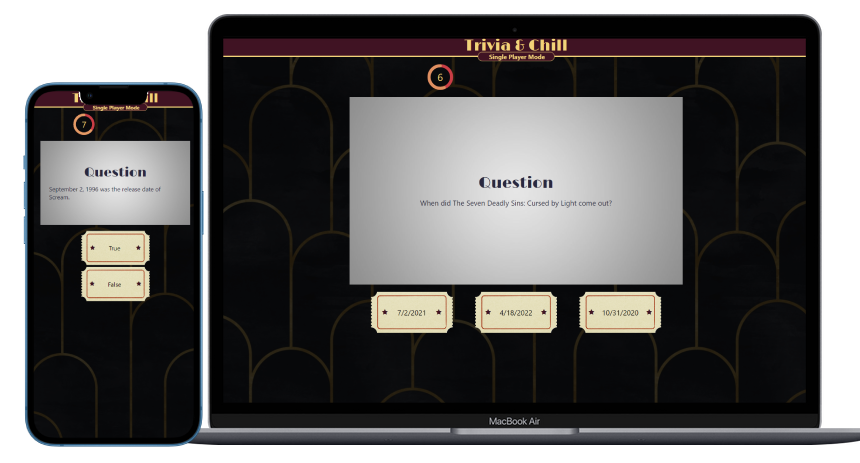 Single Player Mode
7
Question
September 2, 1996 was the release date of
Scream.
True
False
Trivia & Chill
Single Player Mode
6
Question
When did The Seven Deadly Sins: Cursed by Light come out?
7/2/2021
4/18/2022
10/31/2020
MacBook Air